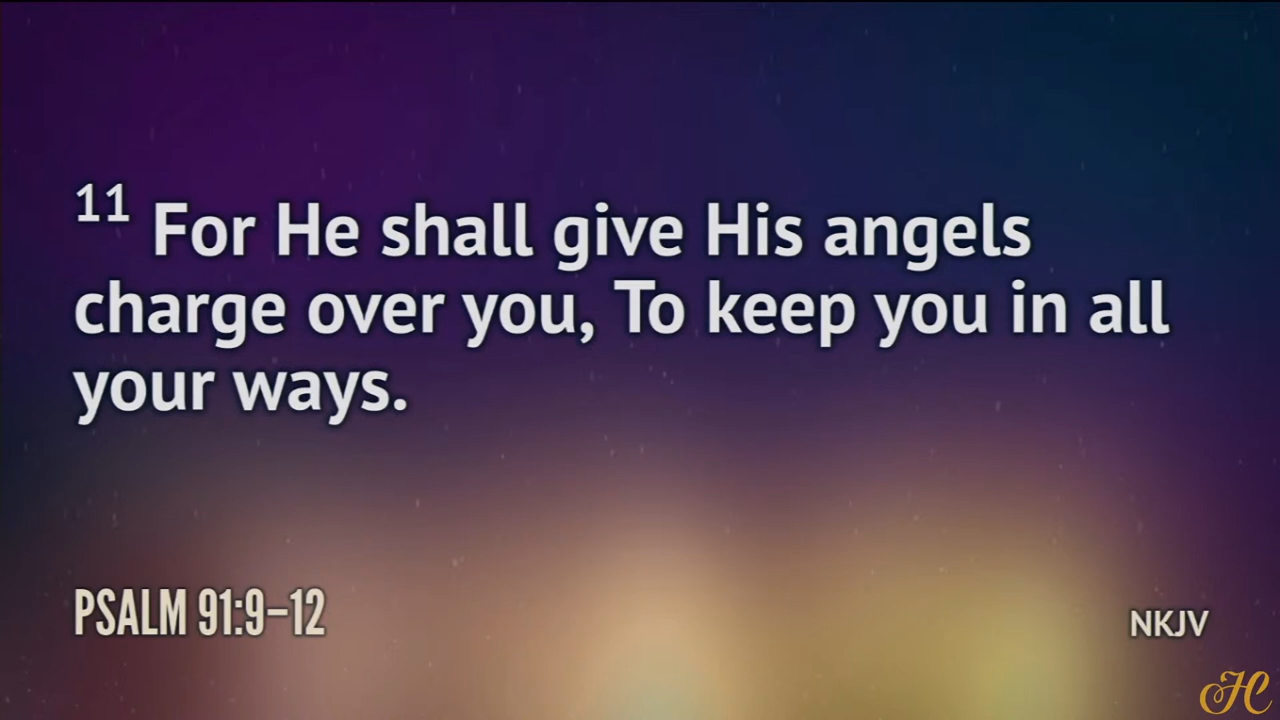 11 For He shall give His angels
charge over you, To keep you in all
your ways.
PSALM 91:9–12
NKJV
HC